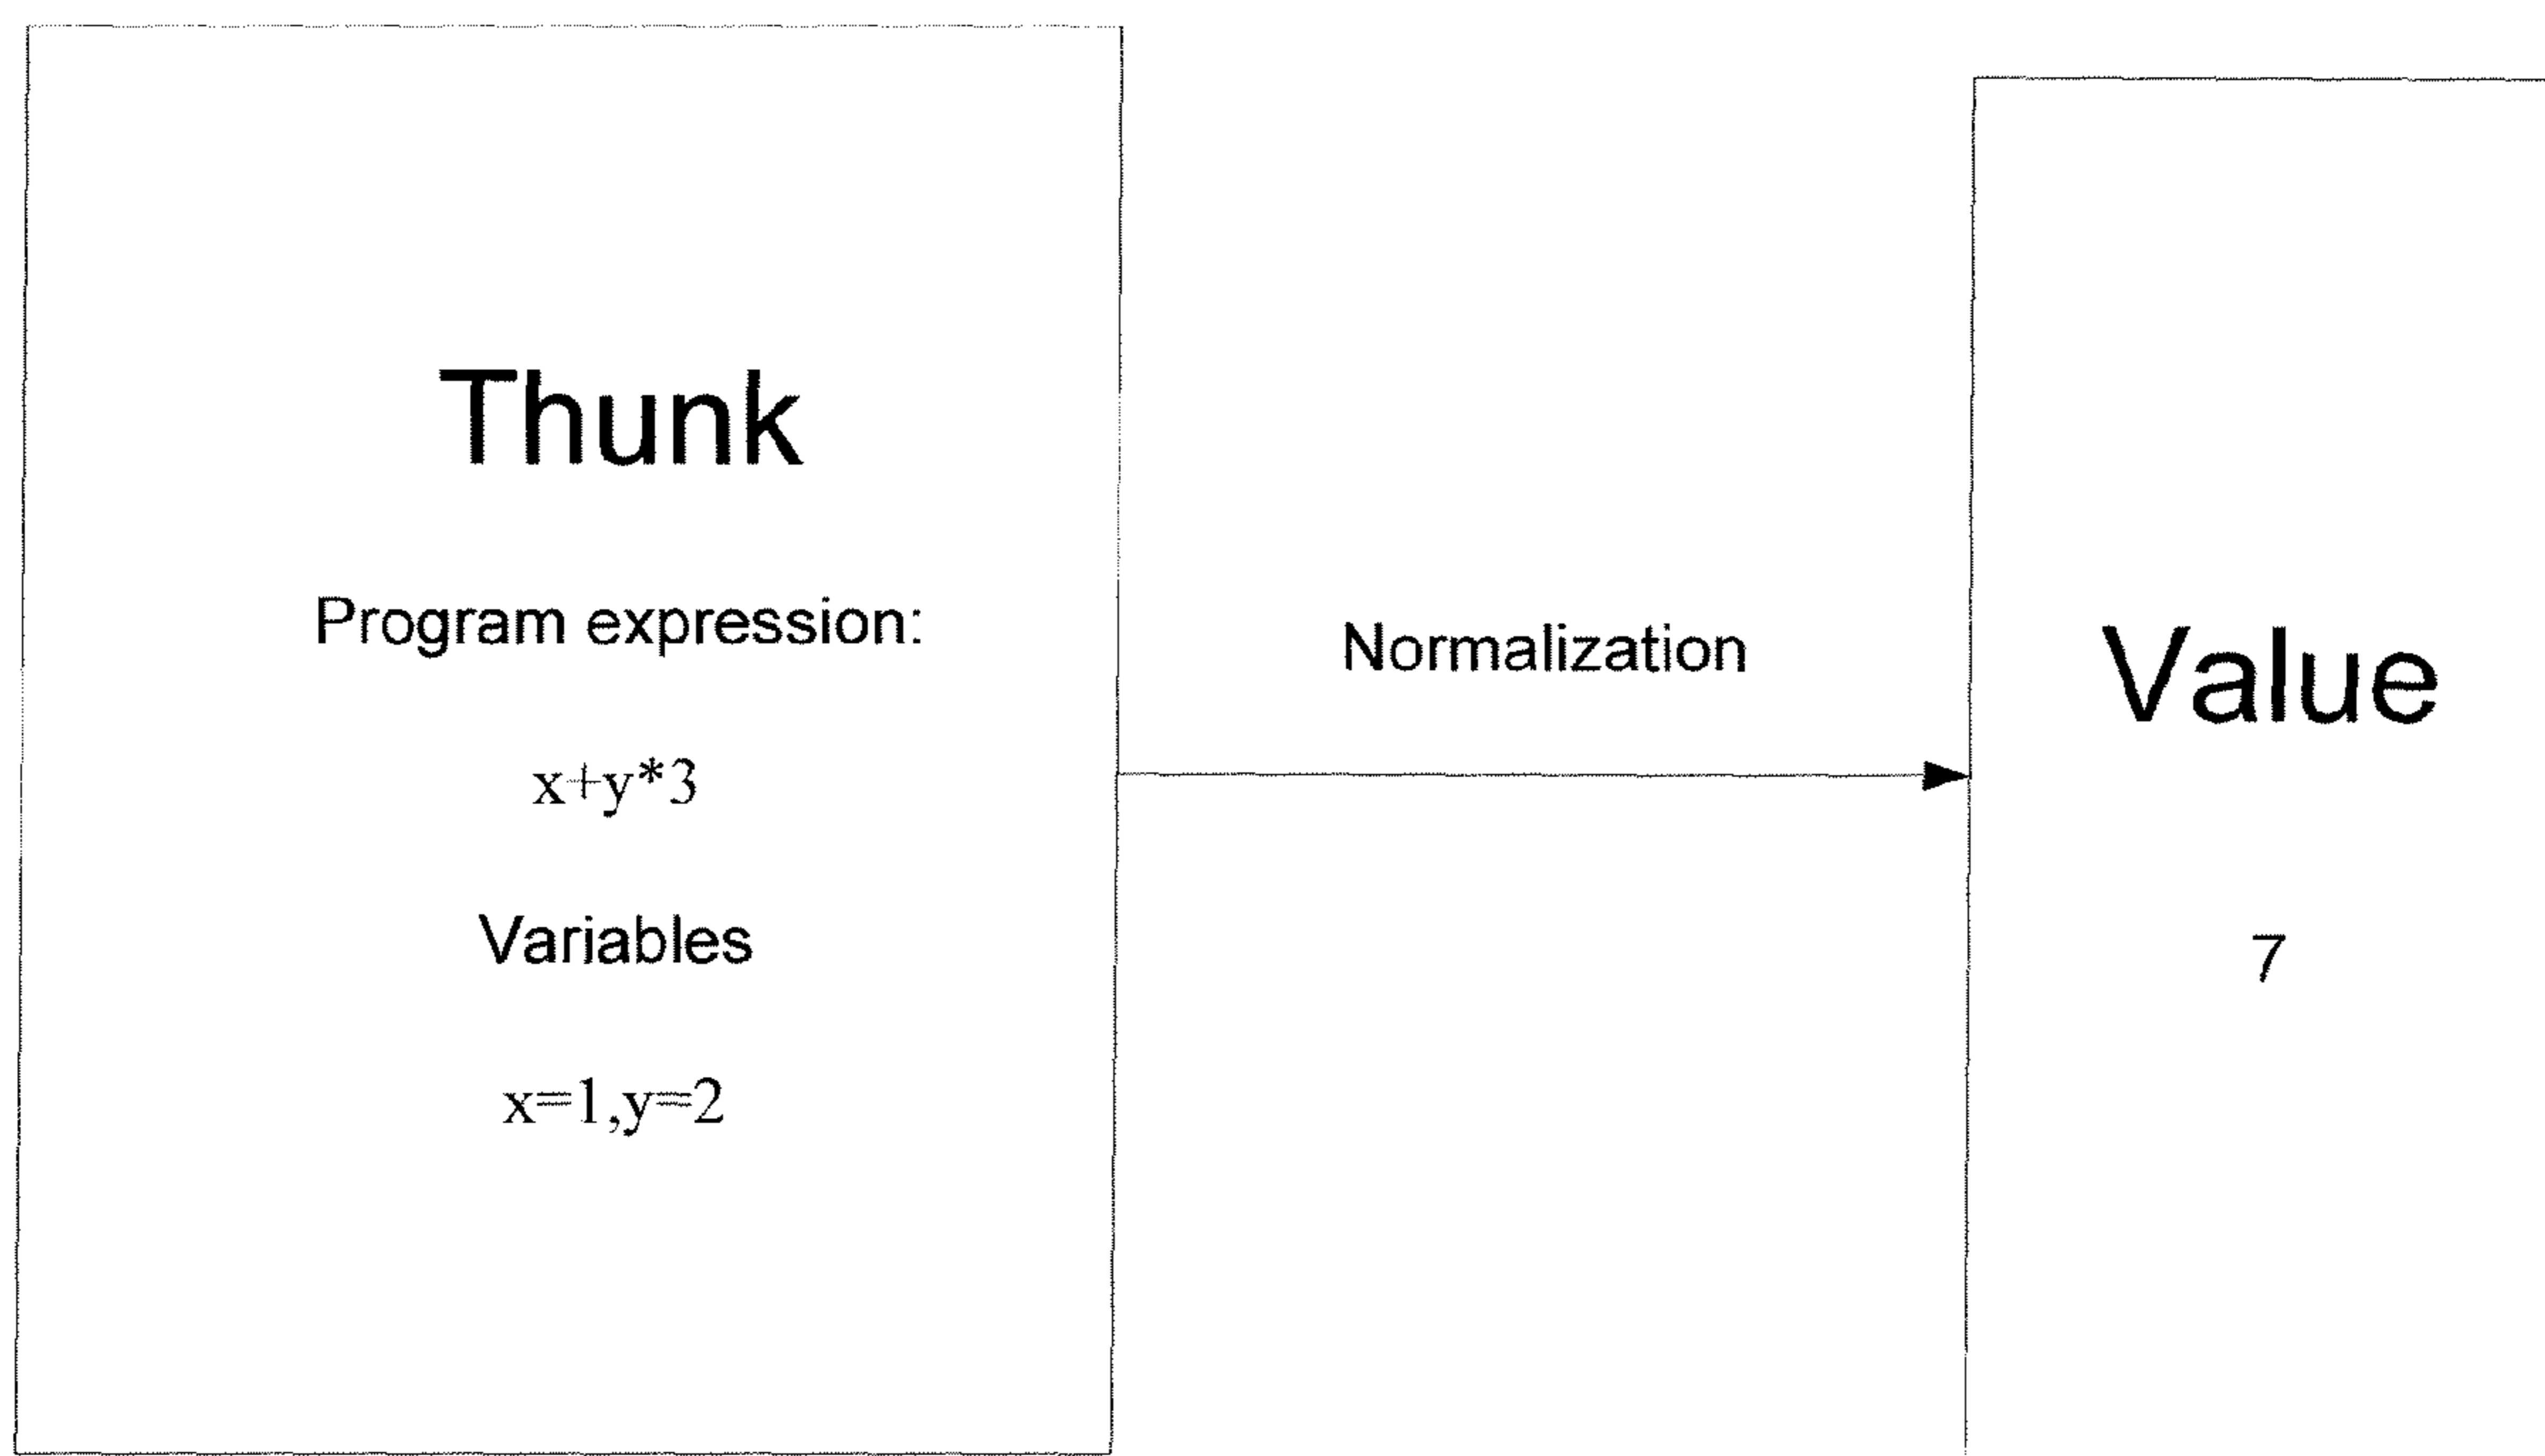 Thunk
Program expression:
x+y*3
Variables
x=1,y=2
Normalization
Value
7